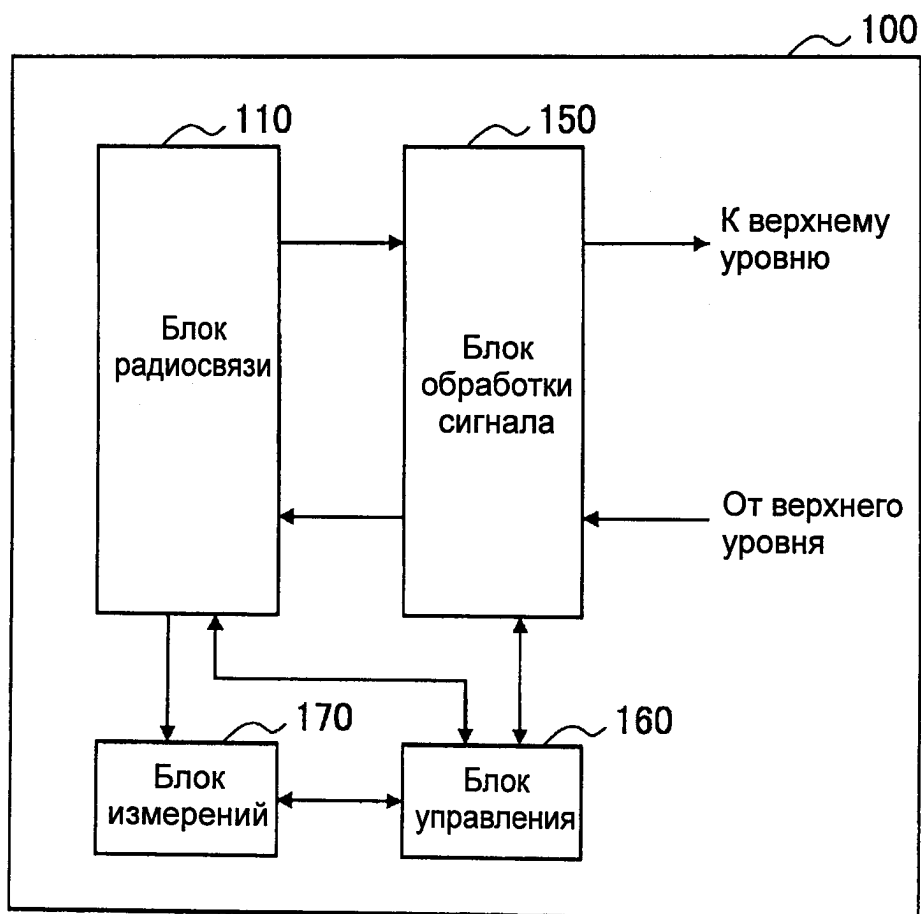 100
110
150
К верхнему
уровню
Блок
радиосвязи
Блок
обработки
сигнала
От верхнего
уровня
170
160
Блок
измерений
Блок
управления